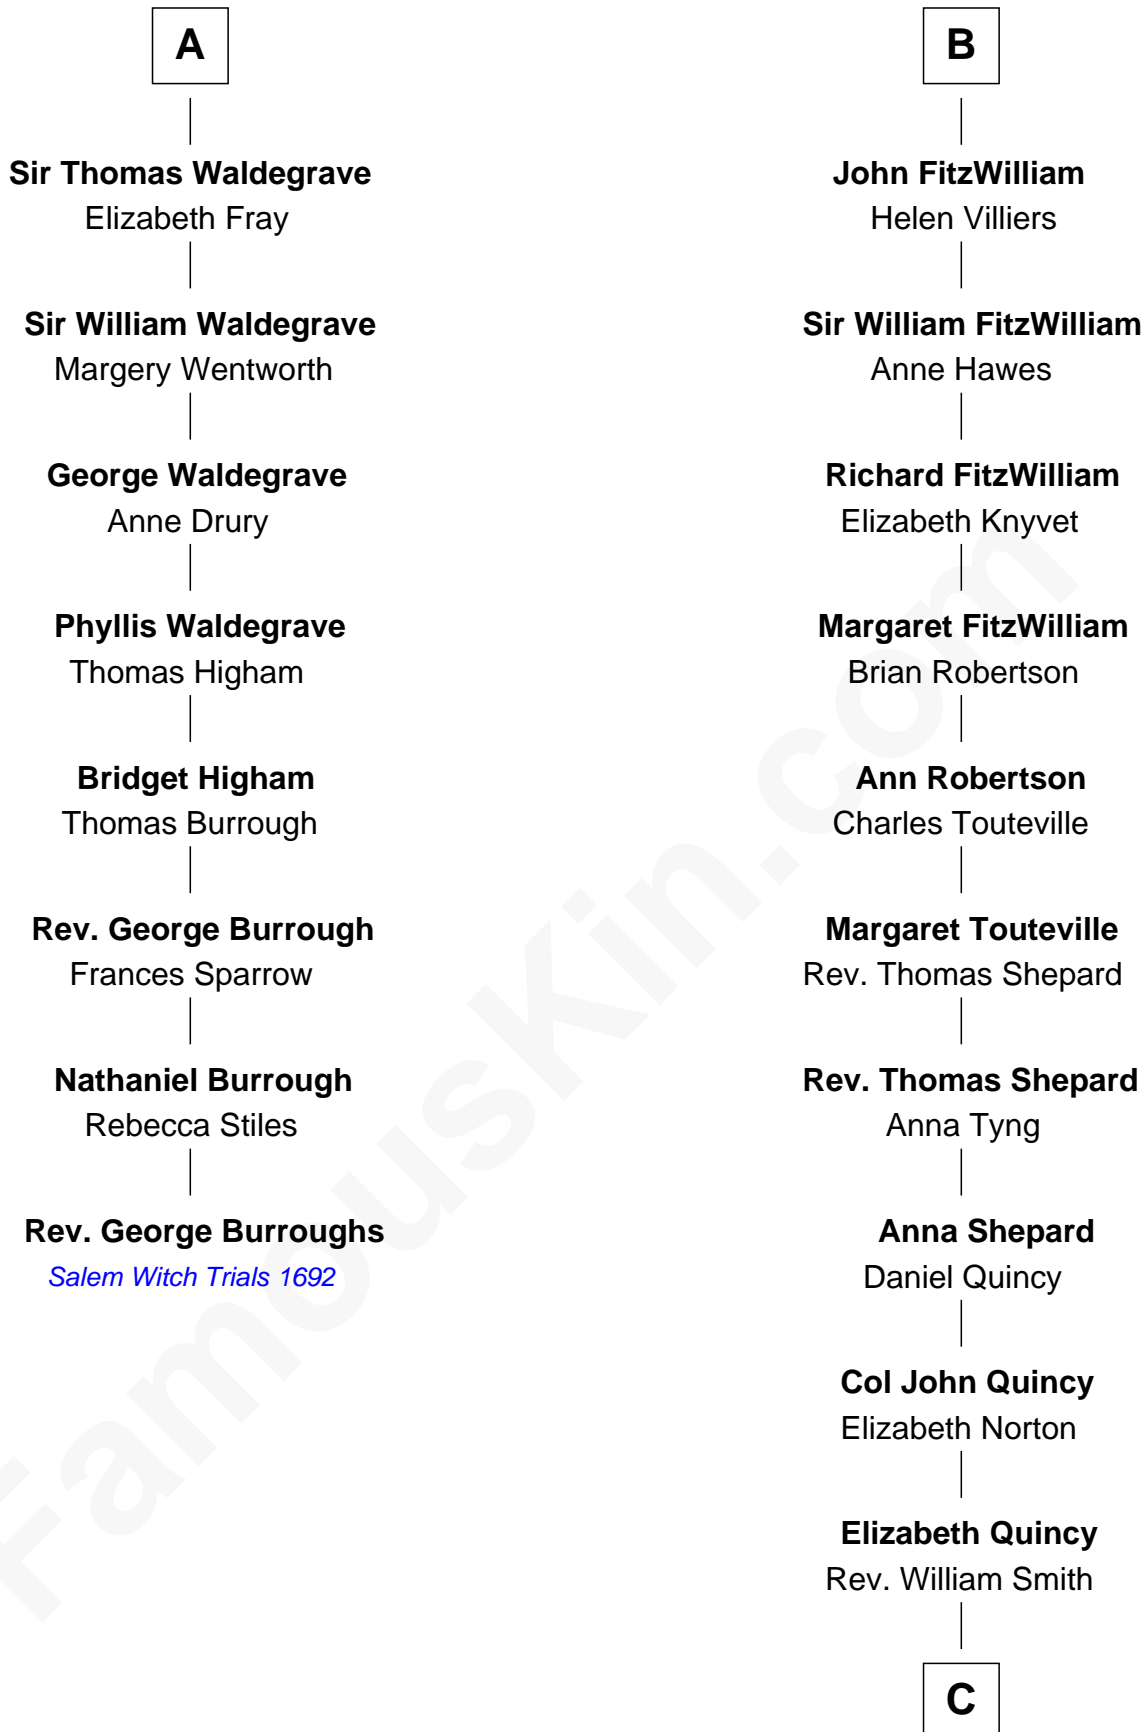 A
Sir Thomas Waldegrave
Elizabeth Fray
Sir William Waldegrave
Margery Wentworth
George Waldegrave
Anne Drury
Phyllis Waldegrave
Thomas Higham
Bridget Higham
Thomas Burrough
Rev. George Burrough
Frances Sparrow
Nathaniel Burrough
Rebecca Stiles
Rev. George Burroughs
Salem Witch Trials 1692
B
John FitzWilliam
Helen Villiers
Sir William FitzWilliam
Anne Hawes
Richard FitzWilliam
Elizabeth Knyvet
Margaret FitzWilliam
Brian Robertson
Ann Robertson
Charles Touteville
Margaret Touteville
Rev. Thomas Shepard
Rev. Thomas Shepard
Anna Tyng
Anna Shepard
Daniel Quincy
Col John Quincy
Elizabeth Norton
Elizabeth Quincy
Rev. William Smith
C
FamousKin.com